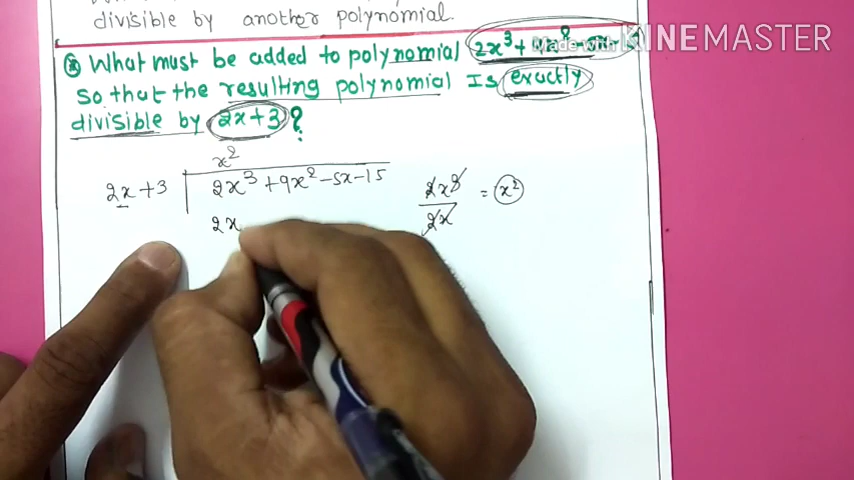 divisible by another polynomial.
⊛ What must be added to polynomial 2x³ + 9x²
Made with KINEMASTER
So that the resulting polynomial Is exactly
divisible by 2x+3?
x²
2x + 3 2x³ + 9x² - 5x - 15 2x³ = x²
2x 2x